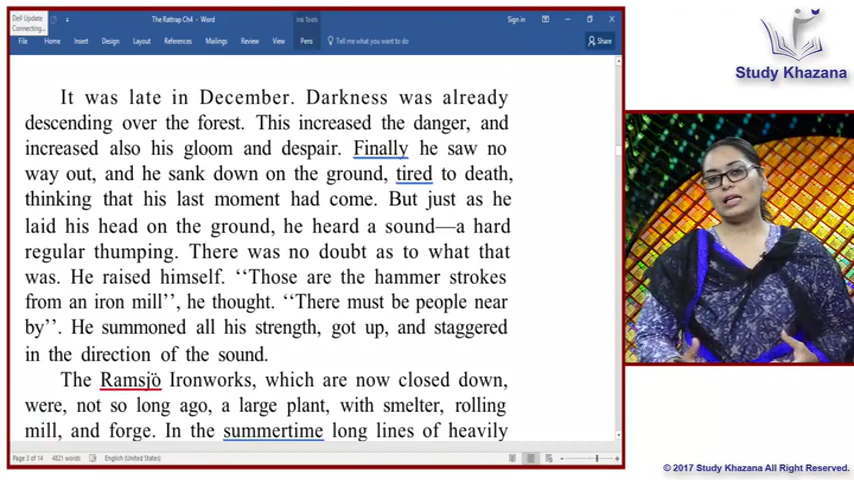 Dell Update
Connecting...
The Rattrap Ch4 - Word
Ink Tools
Sign in
File Home Insert Design Layout References Mailings Review View Pens Tell me what you want to do Share
Study Khazana
It was late in December. Darkness was already
descending over the forest. This increased the danger, and
increased also his gloom and despair. Finally he saw no
way out, and he sank down on the ground, tired to death,
thinking that his last moment had come. But just as he
laid his head on the ground, he heard a sound—a hard
regular thumping. There was no doubt as to what that
was. He raised himself. ‘‘Those are the hammer strokes
from an iron mill’’, he thought. ‘‘There must be people near
by’’. He summoned all his strength, got up, and staggered
in the direction of the sound.
The Ramsjö Ironworks, which are now closed down,
were, not so long ago, a large plant, with smelter, rolling
mill, and forge. In the summertime long lines of heavily
Page 3 of 14 4821 words English (United States)
© 2017 Study Khazana All Right Reserved.